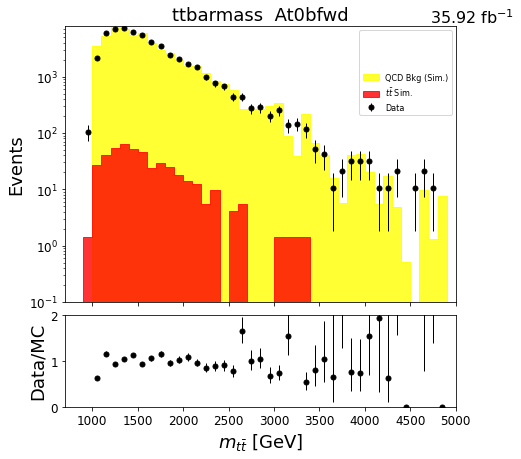 ttbarmass At0bfwd
35.92 fb⁻¹
QCD Bkg (Sim.)
tt̄ Sim.
Data
Events
10³
10²
10¹
10⁰
10⁻¹
Data/MC
2
1
0
1000 1500 2000 2500 3000 3500 4000 4500 5000
m_tt̄ [GeV]